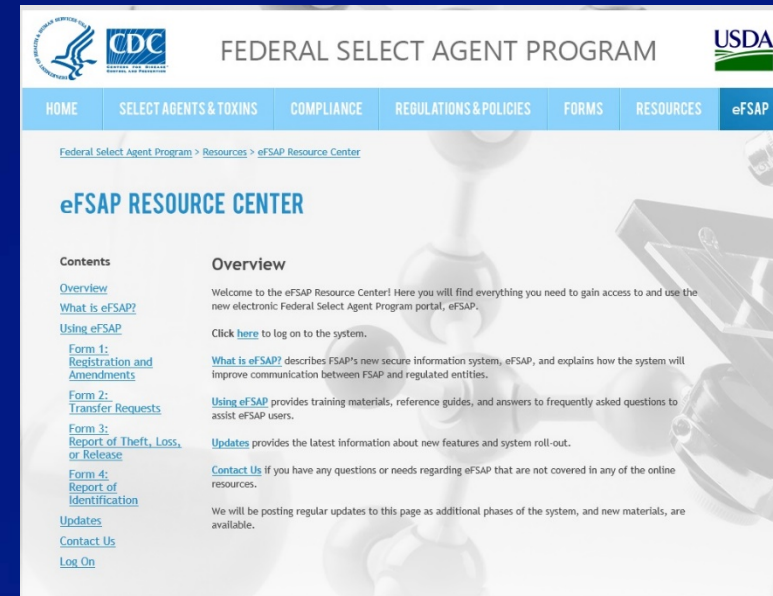 CDC
CENTERS FOR DISEASE
CONTROL AND PREVENTION
FEDERAL SELECT AGENT PROGRAM
USDA
HOME
SELECT AGENTS & TOXINS
COMPLIANCE
REGULATIONS & POLICIES
FORMS
RESOURCES
eFSAP
Federal Select Agent Program > Resources > eFSAP Resource Center
eFSAP RESOURCE CENTER
Contents
Overview
What is eFSAP?
Using eFSAP
Form 1:
Registration and
Amendments
Form 2:
Transfer Requests
Form 3:
Report of Theft, Loss,
or Release
Form 4:
Report of
Identification
Updates
Contact Us
Log On
Overview
Welcome to the eFSAP Resource Center! Here you will find everything you need to gain access to and use the
new electronic Federal Select Agent Program portal, eFSAP.
Click here to log on to the system.
What is eFSAP? describes FSAP's new secure information system, eFSAP, and explains how the system will
improve communication between FSAP and regulated entities.
Using eFSAP provides training materials, reference guides, and answers to frequently asked questions to
assist eFSAP users.
Updates provides the latest information about new features and system roll-out.
Contact Us if you have any questions or needs regarding eFSAP that are not covered in any of the online
resources.
We will be posting regular updates to this page as additional phases of the system, and new materials, are
available.